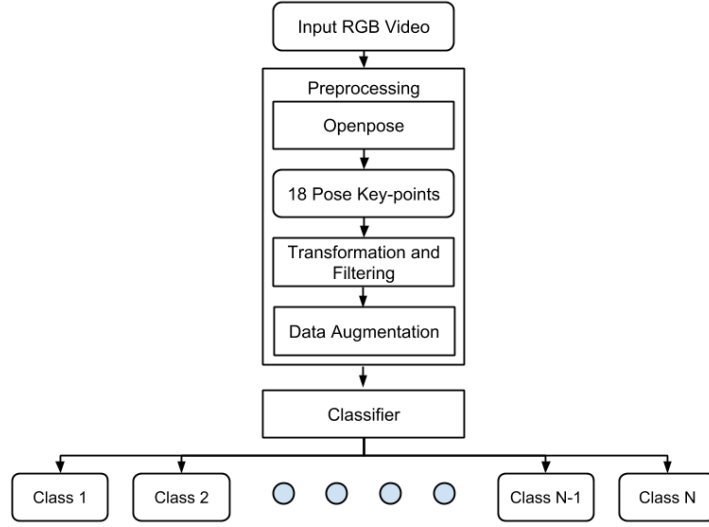 Input RGB Video
Preprocessing
Openpose
18 Pose Key-points
Transformation and
Filtering
Data Augmentation
Classifier
Class 1
Class 2
Class N-1
Class N